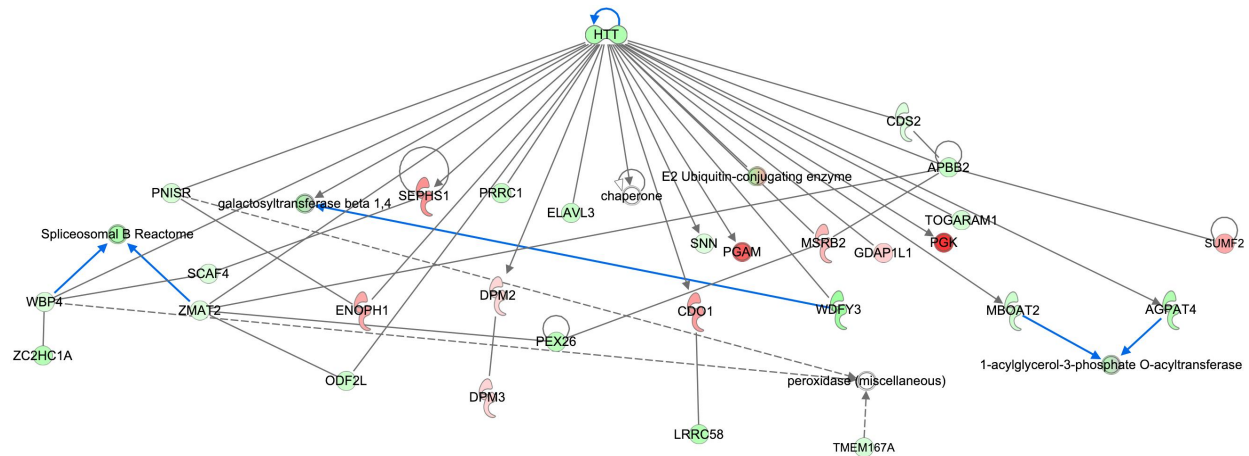 HTT
CDS2
APBB2
PNISR
galactosyltransferase beta 1,4
SEPHS1
PRRC1
ELAVL3
chaperone
E2 Ubiquitin-conjugating enzyme
TOGARAM1
Spliceosomal B Reactome
SNN
PGAM
MSRB2
GDAP1L1
PGK
SUMF2
SCAF4
WBP4
ZMAT2
ENOPH1
DPM2
CDO1
WDFY3
MBOAT2
AGPAT4
ZC2HC1A
PEX26
1-acylglycerol-3-phosphate O-acyltransferase
ODF2L
peroxidase (miscellaneous)
DPM3
LRRC58
TMEM167A